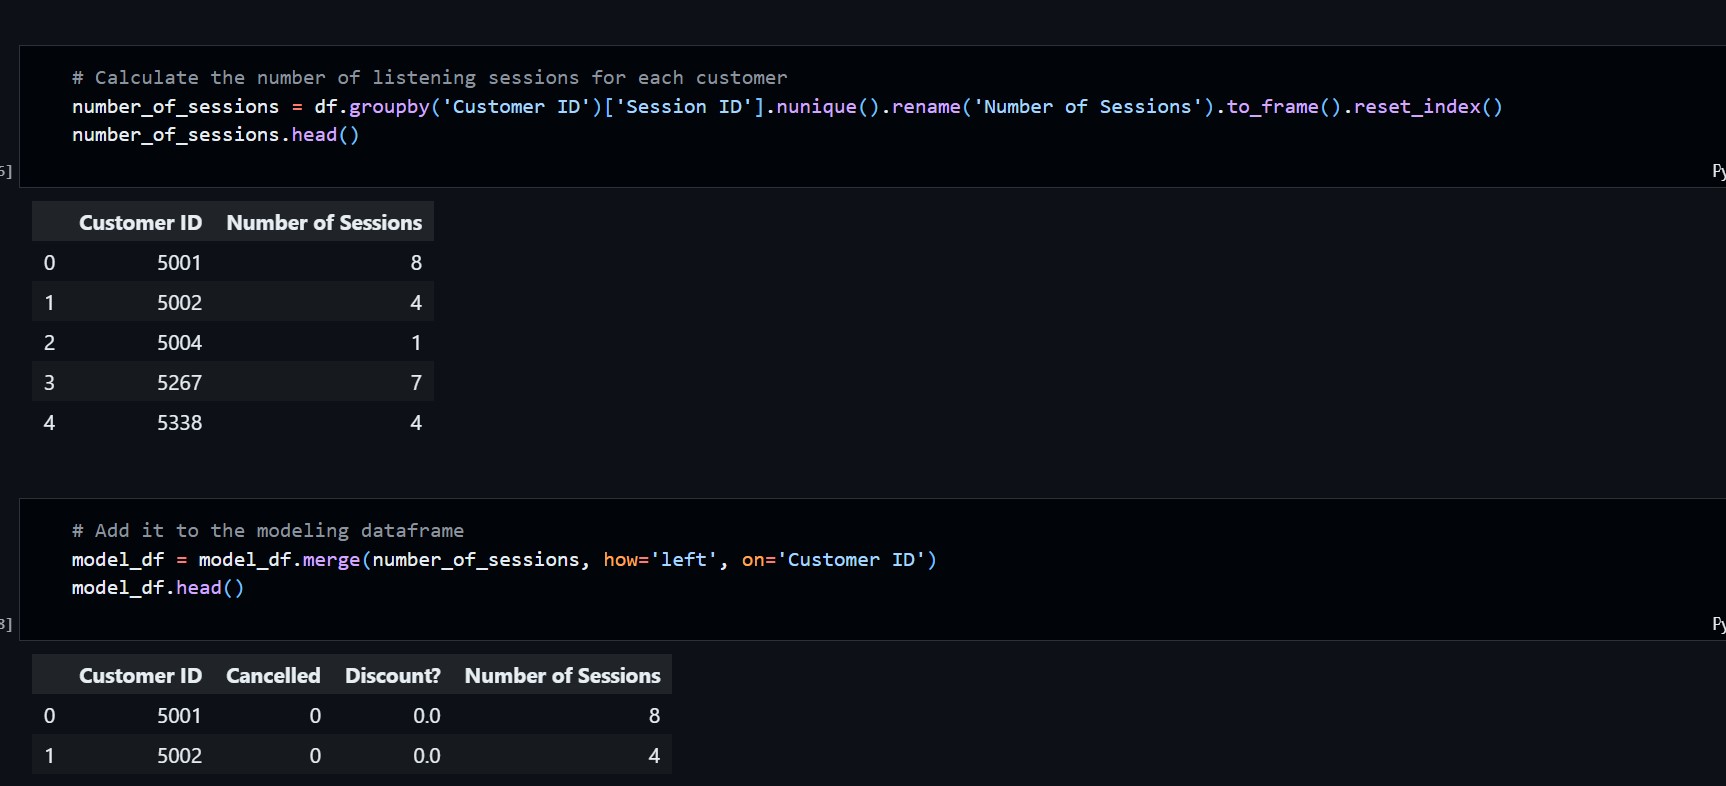 # Calculate the number of listening sessions for each customer
number_of_sessions = df.groupby('Customer ID')['Session ID'].nunique().rename('Number of Sessions').to_frame().reset_index()
number_of_sessions.head()
]
Py
Customer ID Number of Sessions
0 5001 8
1 5002 4
2 5004 1
3 5267 7
4 5338 4
# Add it to the modeling dataframe
model_df = model_df.merge(number_of_sessions, how='left', on='Customer ID')
model_df.head()
]
Py
Customer ID Cancelled Discount? Number of Sessions
0 5001 0 0.0 8
1 5002 0 0.0 4